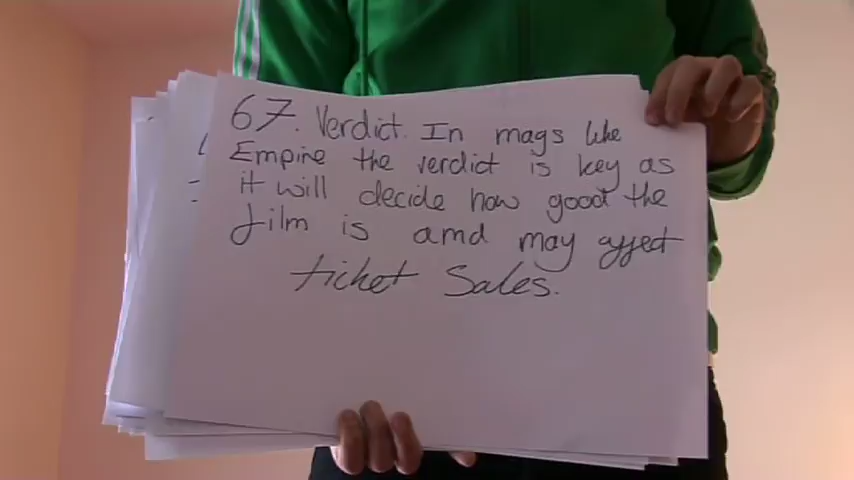 67. Verdict. In mags like
Empire the verdict is key as
it will decide how good the
film is amd may affect
ticket Sales.